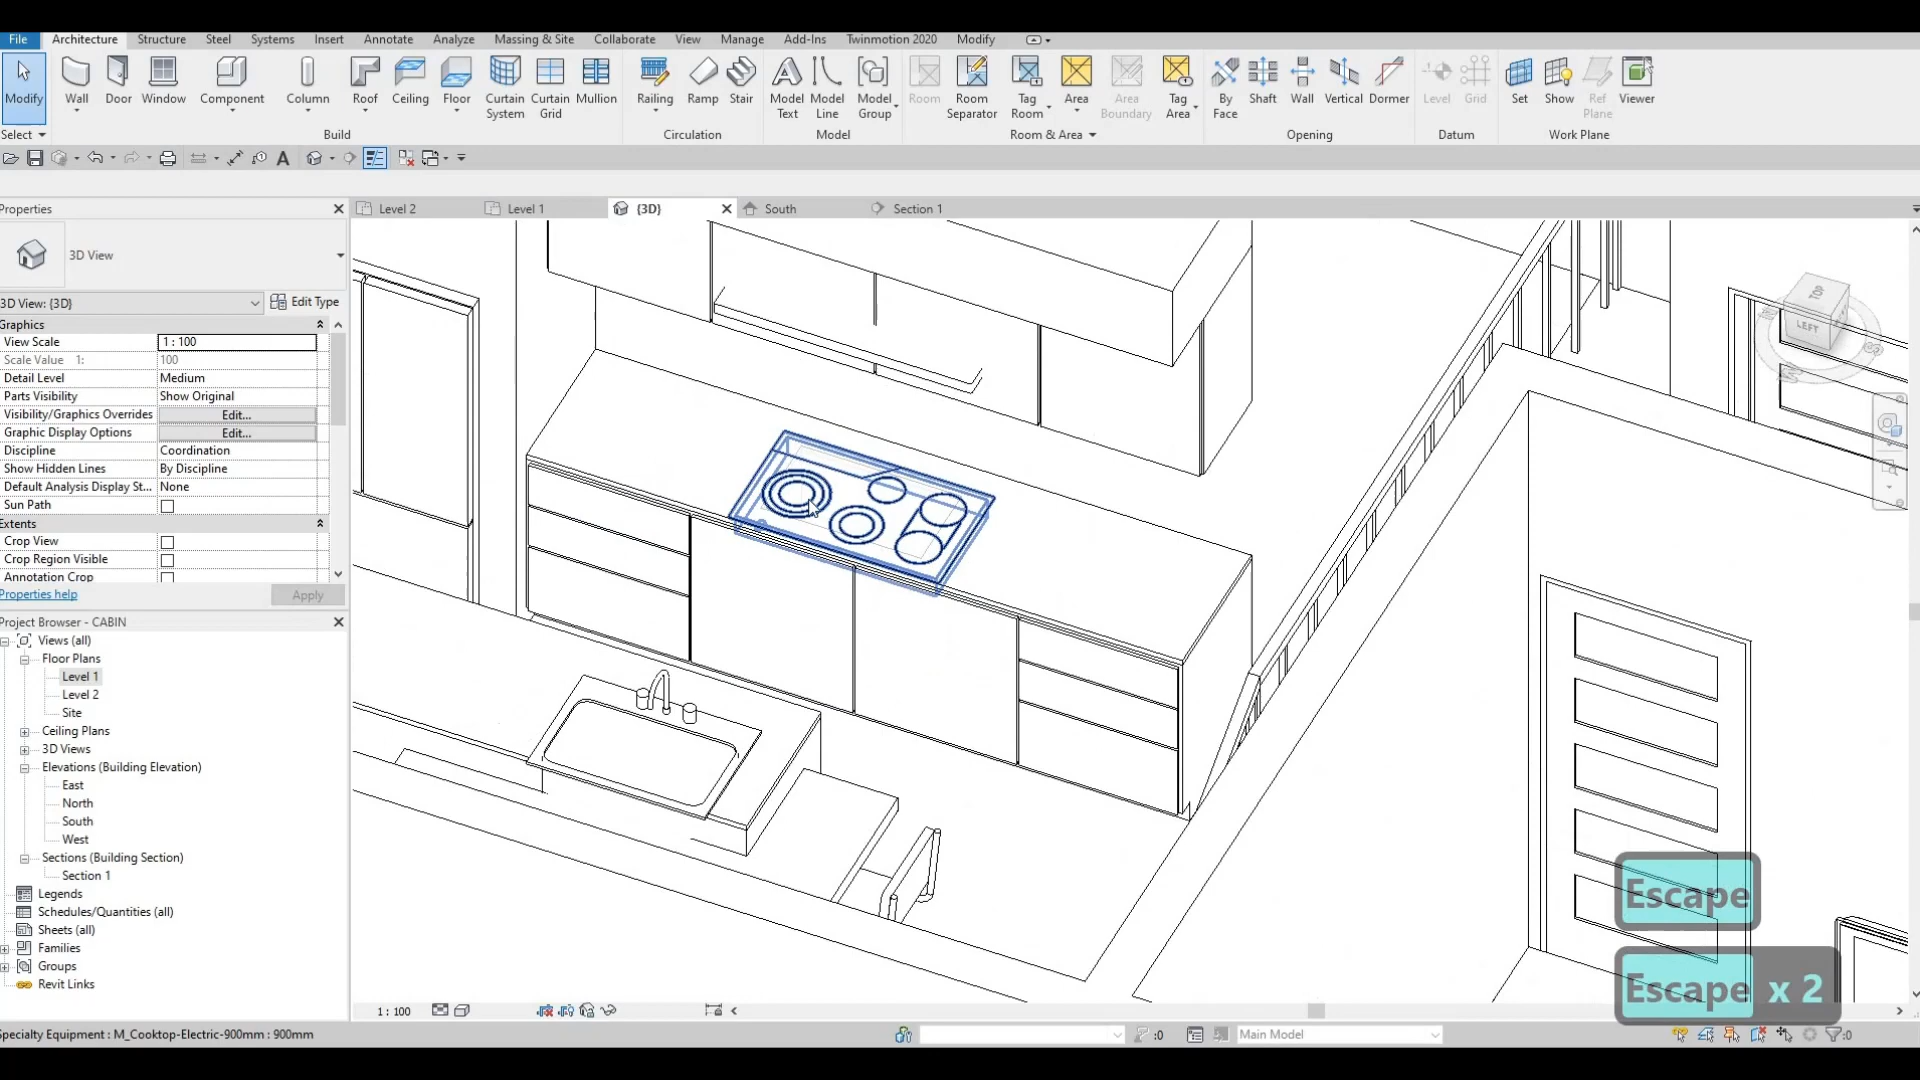 File Architecture Structure Steel Systems Insert Annotate Analyze Massing & Site Collaborate View Manage Add-Ins Twinmotion 2020 Modify
Modify Wall Door Window Component Column Roof Ceiling Floor Curtain System Curtain Grid Mullion Railing Ramp Stair Model Text Model Line Model Group Room Room Separator Tag Room Area Area Boundary Tag Area By Face Shaft Wall Vertical Dormer Level Grid Set Show Ref Plane Viewer
Select Build Circulation Model Room & Area Opening Datum Work Plane
Properties
Level 2 Level 1 {3D} South Section 1
3D View
3D View: {3D} Edit Type
Graphics
View Scale 1 : 100
Scale Value 1: 100
Detail Level Medium
Parts Visibility Show Original
Visibility/Graphics Overrides Edit...
Graphic Display Options Edit...
Discipline Coordination
Show Hidden Lines By Discipline
Default Analysis Display St... None
Sun Path
Extents
Crop View
Crop Region Visible
Annotation Crop
Properties help Apply
Project Browser - CABIN
Views (all)
Floor Plans
Level 1
Level 2
Site
Ceiling Plans
3D Views
Elevations (Building Elevation)
East
North
South
West
Sections (Building Section)
Section 1
Legends
Schedules/Quantities (all)
Sheets (all)
Families
Groups
Revit Links
TOP
LEFT
Escape
Escape x 2
1 : 100
Specialty Equipment : M_Cooktop-Electric-900mm : 900mm
:0
Main Model
:0